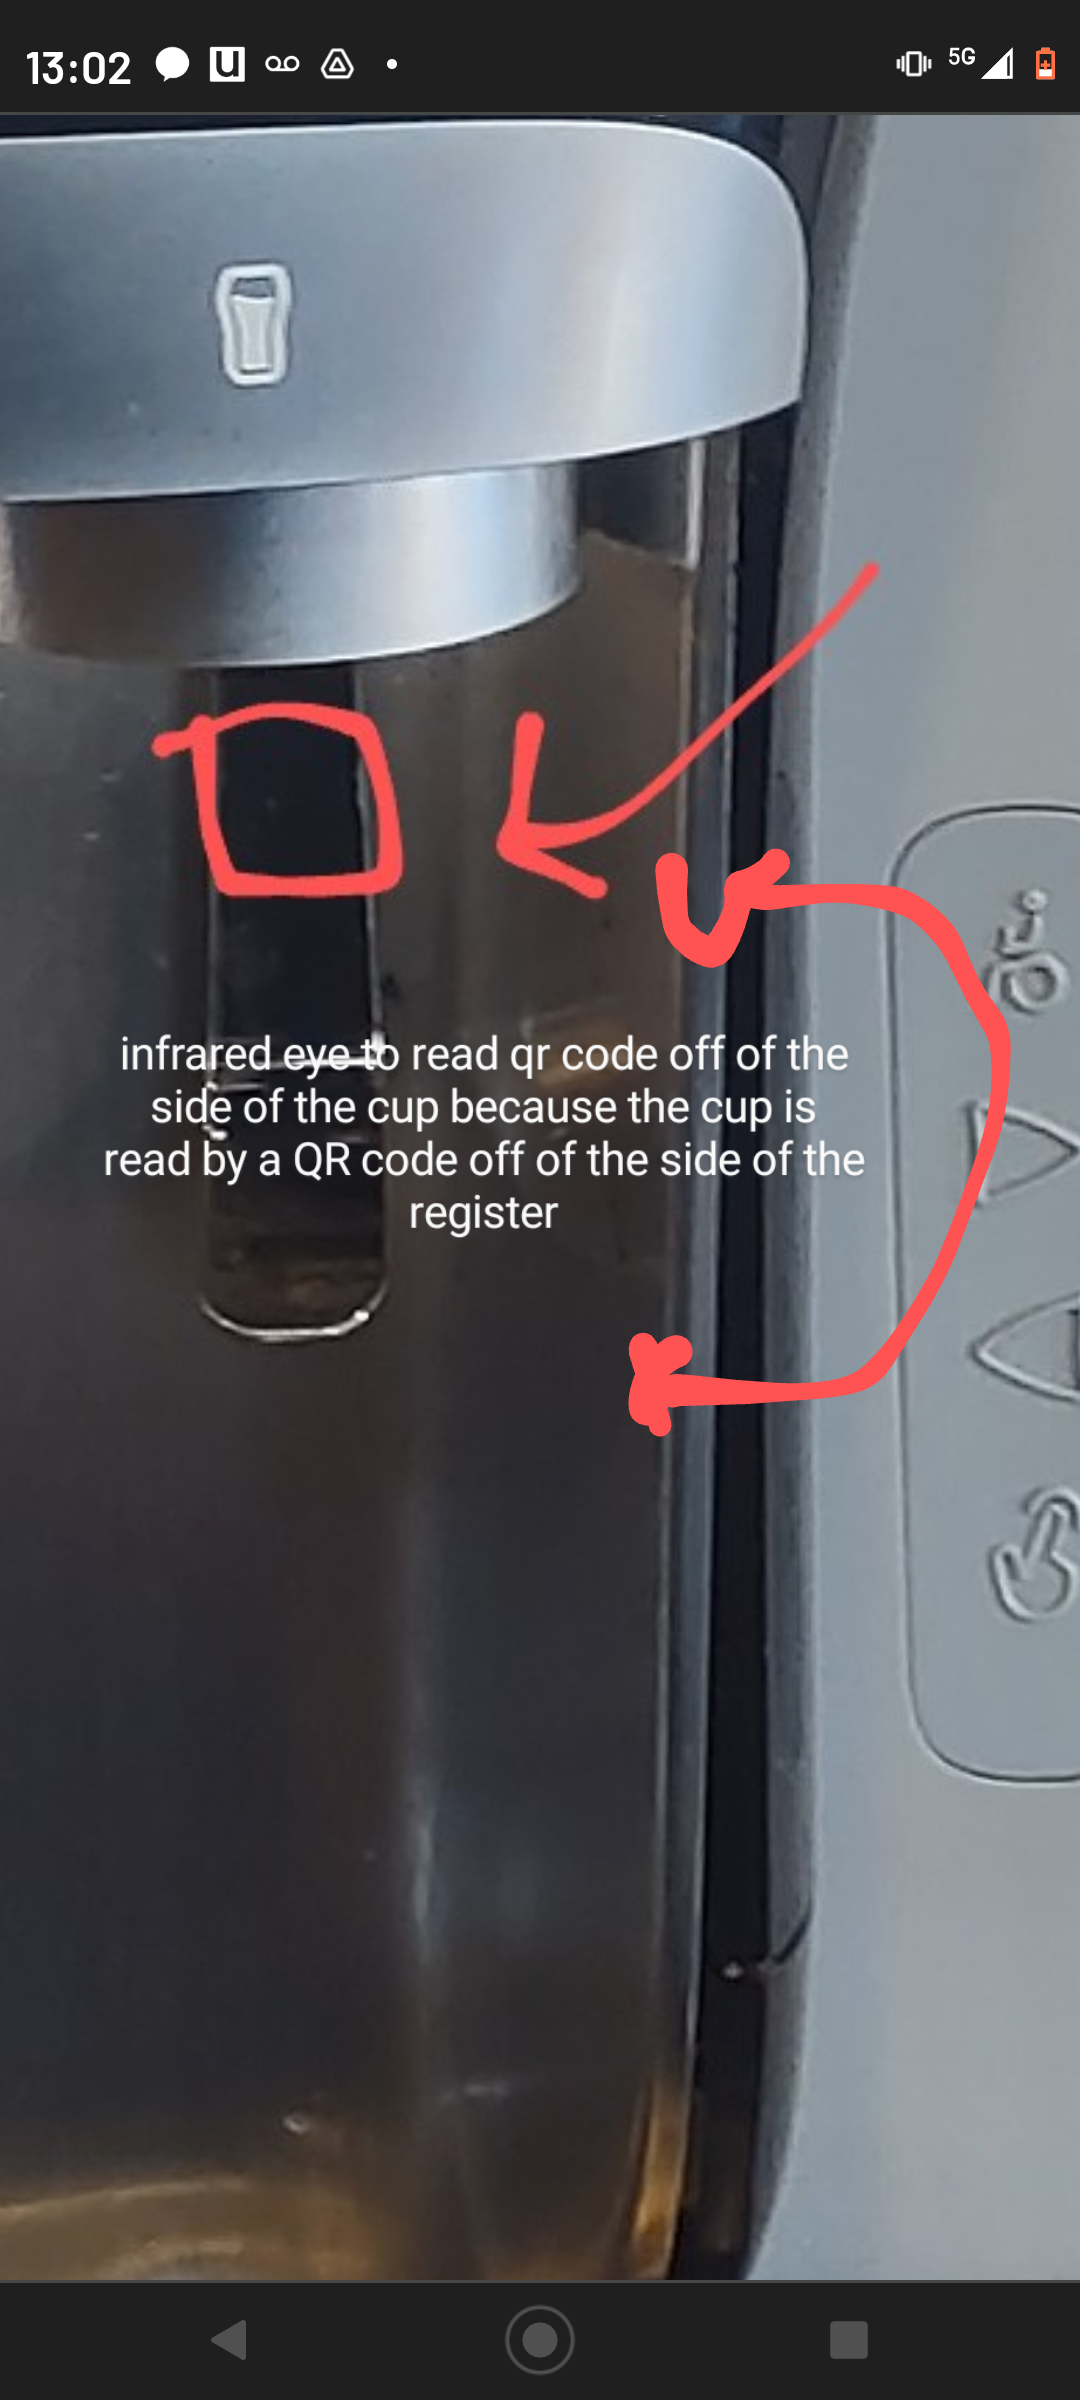 13:02
5G
infrared eye to read qr code off of the
side of the cup because the cup is
read by a QR code off of the side of the
register